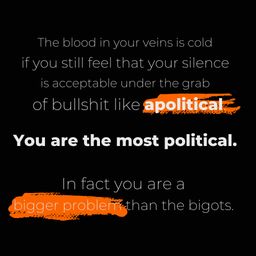 The blood in your veins is cold
if you still feel that your silence
is acceptable under the grab
of bullshit like apolitical
You are the most political.
In fact you are a
bigger problem than the bigots.